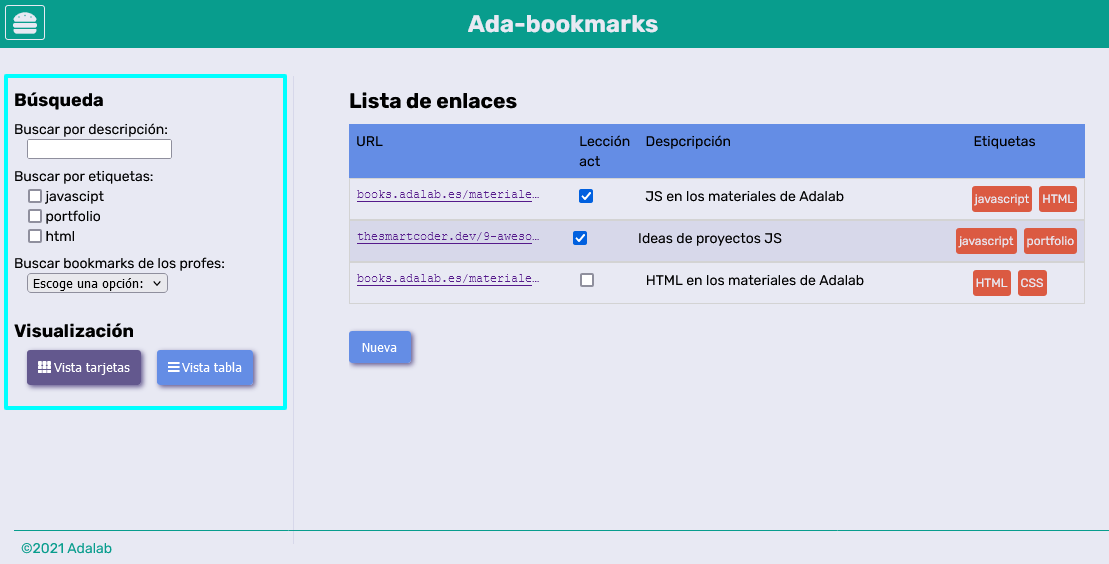 Ada-bookmarks
Búsqueda
Buscar por descripción:
Buscar por etiquetas:
javascipt
portfolio
html
Buscar bookmarks de los profes:
Escoge una opción:
Visualización
Vista tarjetas
Vista tabla
Lista de enlaces
URL
Lección
act
Despcripción
Etiquetas
books.adalab.es/materiale…
JS en los materiales de Adalab
javascript
HTML
thesmartcoder.dev/9-aweso…
Ideas de proyectos JS
javascript
portfolio
books.adalab.es/materiale…
HTML en los materiales de Adalab
HTML
CSS
Nueva
©2021 Adalab